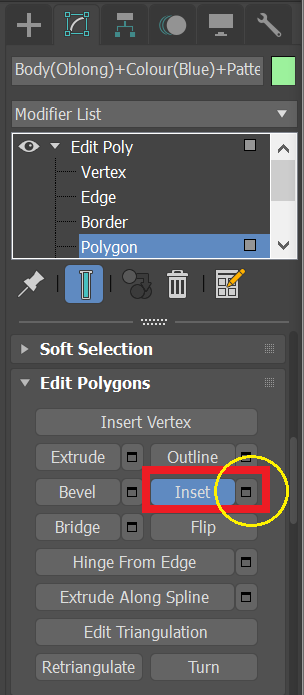 Body(Oblong)+Colour(Blue)+Patte
Modifier List
Edit Poly
Vertex
Edge
Border
Polygon
Soft Selection
Edit Polygons
Insert Vertex
Extrude Outline
Bevel Inset
Bridge Flip
Hinge From Edge
Extrude Along Spline
Edit Triangulation
Retriangulate Turn